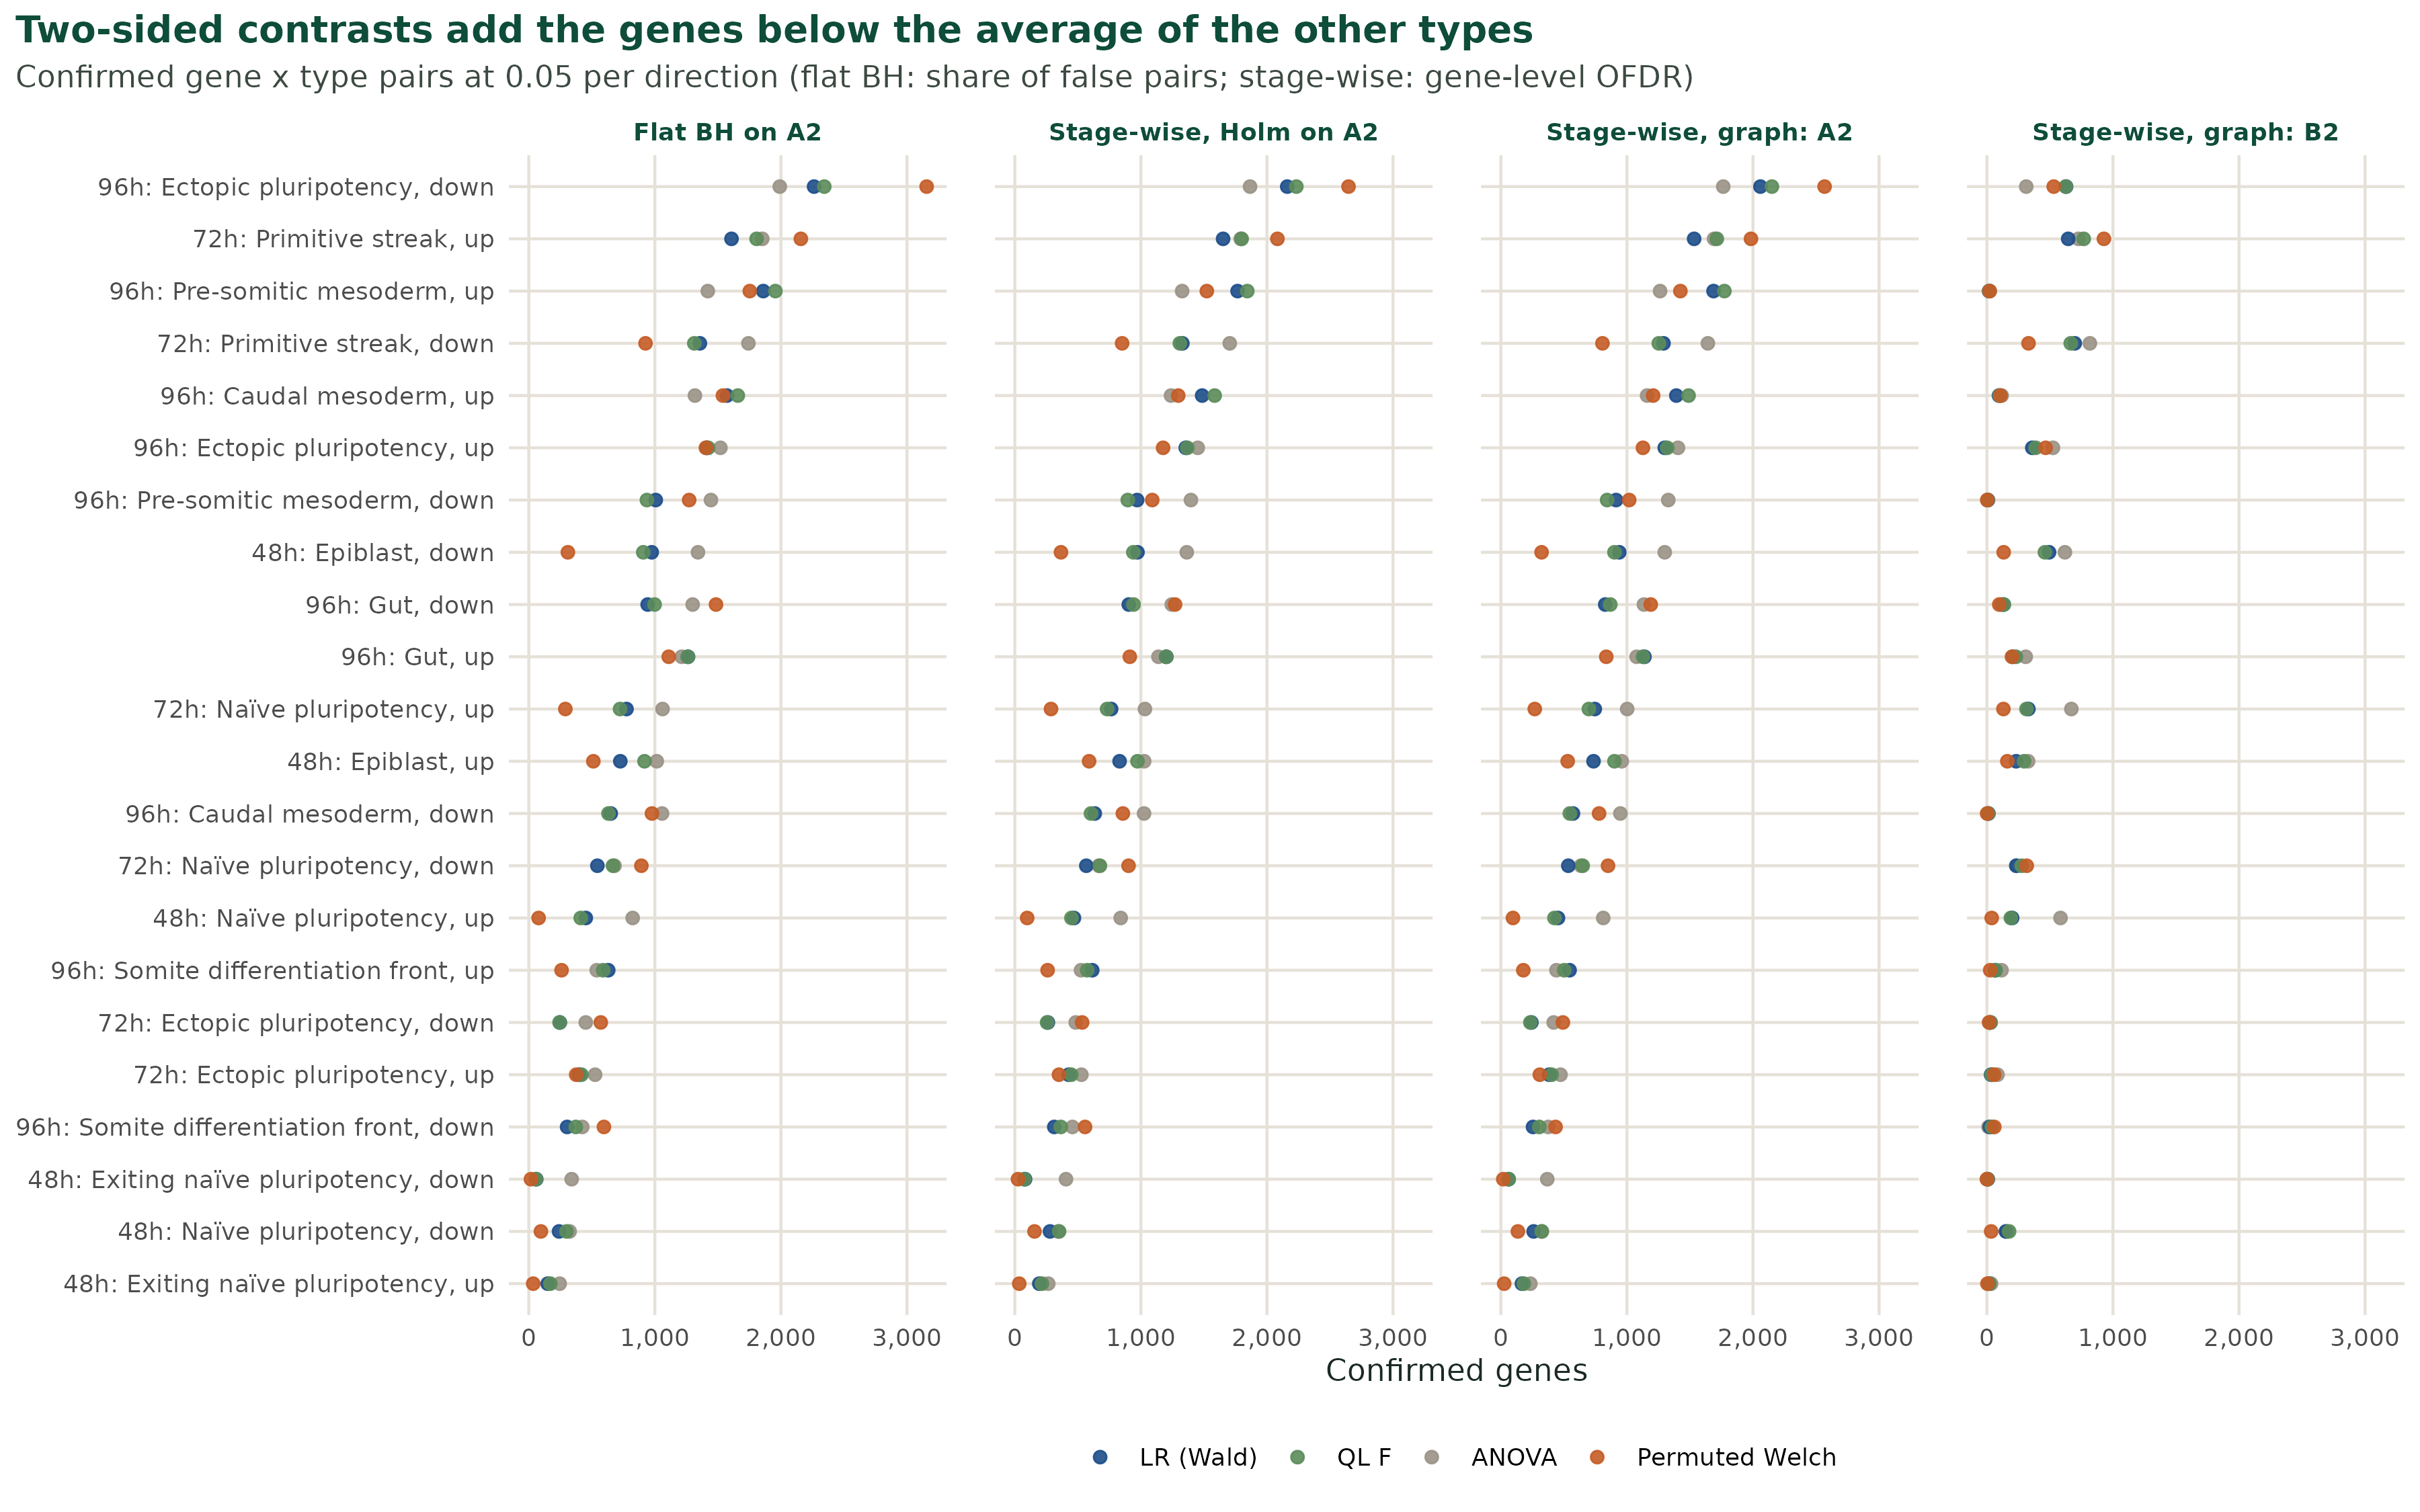 Two-sided contrasts add the genes below the average of the other types
Confirmed gene x type pairs at 0.05 per direction (flat BH: share of false pairs; stage-wise: gene-level OFDR)
Flat BH on A2
Stage-wise, Holm on A2
Stage-wise, graph: A2
Stage-wise, graph: B2
96h: Ectopic pluripotency, down
72h: Primitive streak, up
96h: Pre-somitic mesoderm, up
72h: Primitive streak, down
96h: Caudal mesoderm, up
96h: Ectopic pluripotency, up
96h: Pre-somitic mesoderm, down
48h: Epiblast, down
96h: Gut, down
96h: Gut, up
72h: Naïve pluripotency, up
48h: Epiblast, up
96h: Caudal mesoderm, down
72h: Naïve pluripotency, down
48h: Naïve pluripotency, up
96h: Somite differentiation front, up
72h: Ectopic pluripotency, down
72h: Ectopic pluripotency, up
96h: Somite differentiation front, down
48h: Exiting naïve pluripotency, down
48h: Naïve pluripotency, down
48h: Exiting naïve pluripotency, up
0 1,000 2,000 3,000
0 1,000 2,000 3,000
0 1,000 2,000 3,000
0 1,000 2,000 3,000
Confirmed genes
LR (Wald)
QL F
ANOVA
Permuted Welch